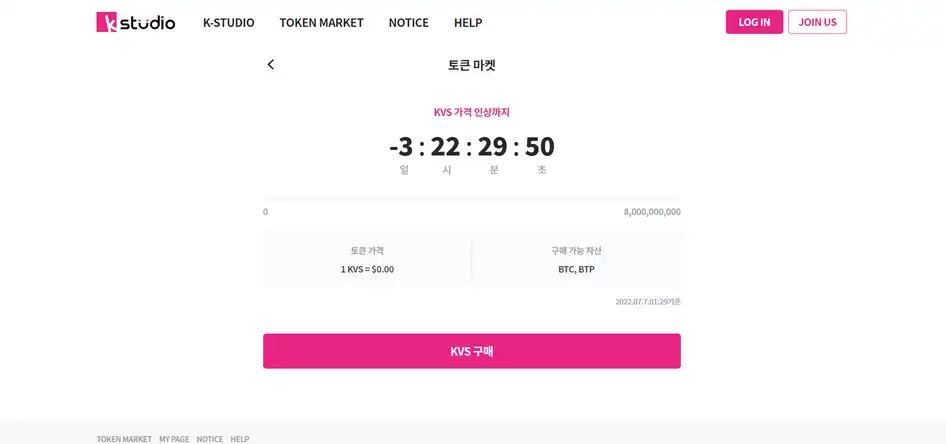 kstudio K-STUDIO TOKEN MARKET NOTICE HELP LOG IN JOIN US
토큰 마켓
KVS 가격 인상까지
-3 : 22 : 29 : 50
일 시 분 초
0 8,000,000,000
토큰 가격 구매 가능 자산
1 KVS = $0.00 BTC, BTP
2022.07.7.01:29기준
KVS 구매
TOKEN MARKET MY PAGE NOTICE HELP